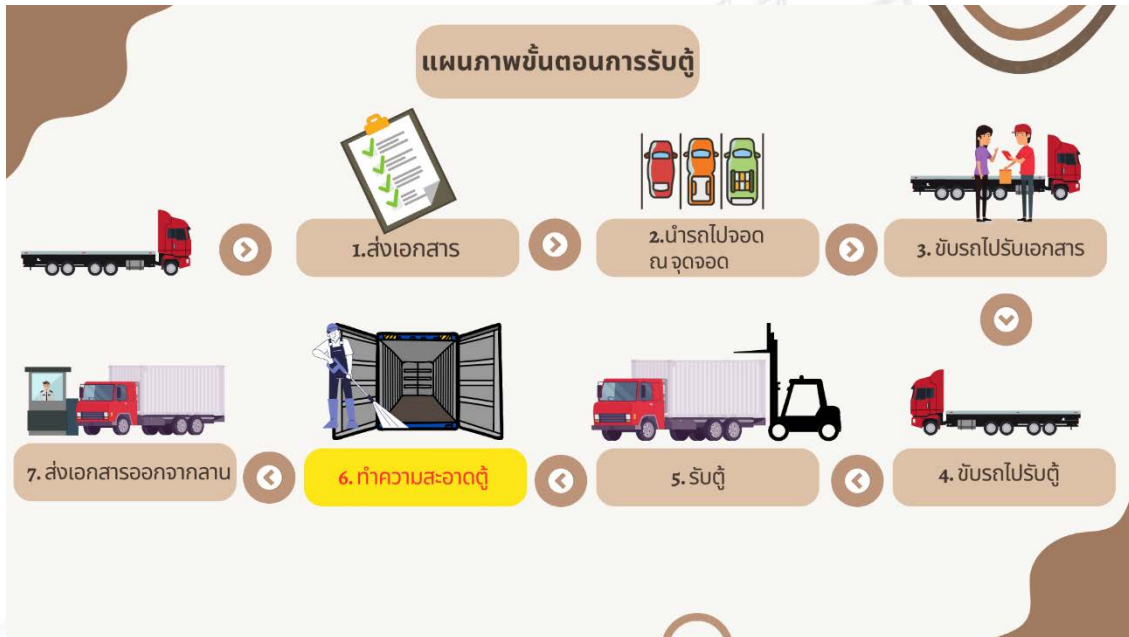 แผนภาพขั้นตอนการรับตู้
1.ส่งเอกสาร
2.นำรถไปจอด
ณ จุดจอด
3. ขับรถไปรับเอกสาร
4. ขับรถไปรับตู้
5. รับตู้
6. ทำความสะอาดตู้
7. ส่งเอกสารออกจากลาน